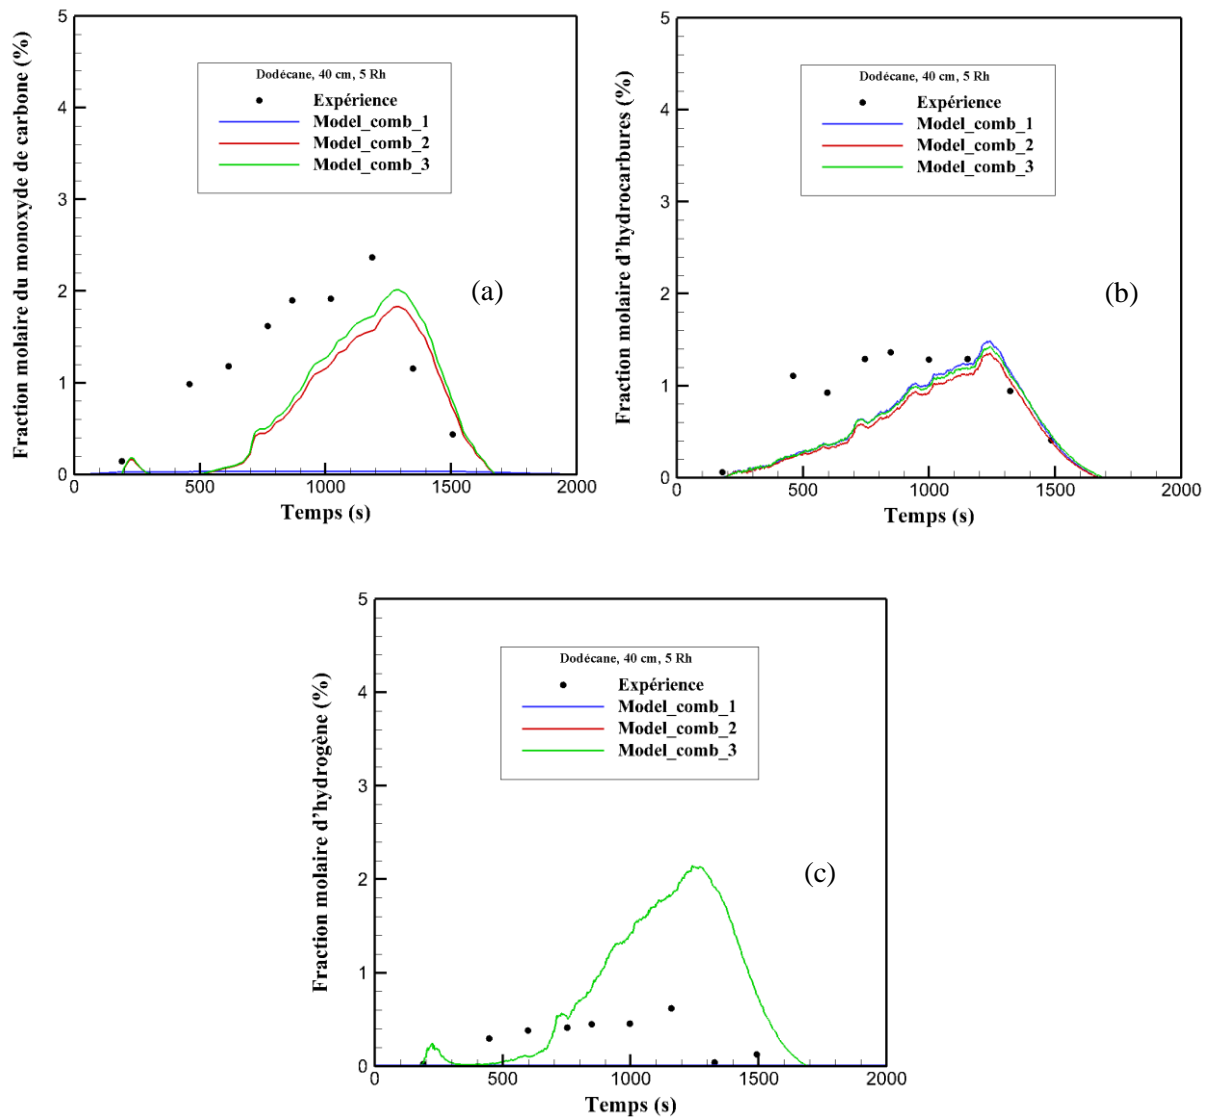 Fraction molaire du monoxyde de carbone (%)
5
4
3
2
1
0
Dodécane, 40 cm, 5 Rh
Expérience
Model_comb_1
Model_comb_2
Model_comb_3
(a)
0
500
1000
1500
2000
Temps (s)
Fraction molaire d'hydrocarbures (%)
5
4
3
2
1
0
Dodécane, 40 cm, 5 Rh
Expérience
Model_comb_1
Model_comb_2
Model_comb_3
(b)
0
500
1000
1500
2000
Temps (s)
Fraction molaire d'hydrogène (%)
5
4
3
2
1
0
Dodécane, 40 cm, 5 Rh
Expérience
Model_comb_1
Model_comb_2
Model_comb_3
(c)
0
500
1000
1500
2000
Temps (s)